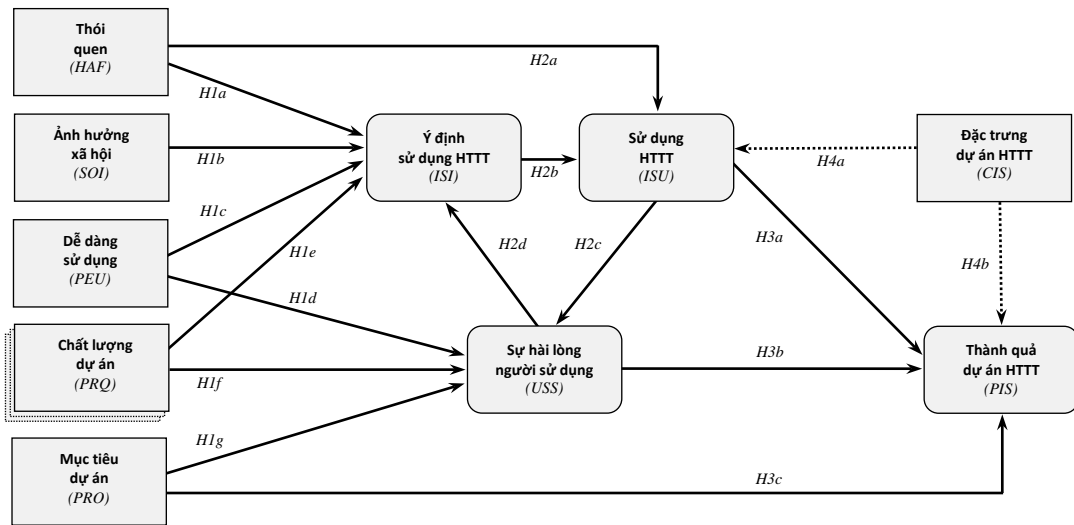 Thói
quen
(HAF)
H1a
H2a
Ảnh hưởng
xã hội
(SOI)
H1b
Ý định
sử dụng HTTT
(ISI)
H2b
Sử dụng
HTTT
(ISU)
H4a
Đặc trưng
dự án HTTT
(CIS)
H1c
Dễ dàng
sử dụng
(PEU)
H1e
H1d
H2d
H2c
H3a
H4b
Chất lượng
dự án
(PRQ)
H1f
Sự hài lòng
người sử dụng
(USS)
H3b
Thành quả
dự án HTTT
(PIS)
H1g
Mục tiêu
dự án
(PRO)
H3c